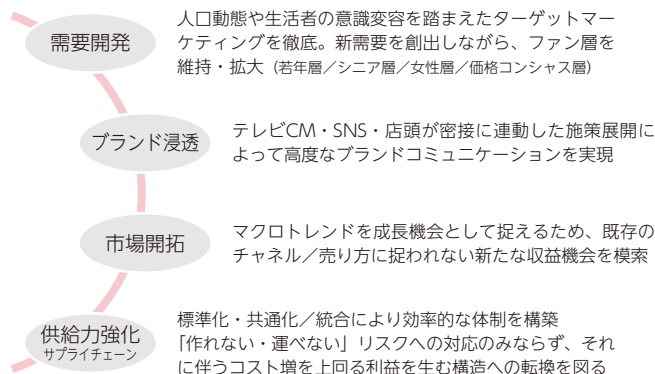 需要開発
人口動態や生活者の意識変容を踏まえたターゲットマー
ケティングを徹底。新需要を創出しながら、ファン層を
維持・拡大（若年層／シニア層／女性層／価格コンシャス層）
ブランド浸透
テレビCM・SNS・店頭が密接に連動した施策展開に
よって高度なブランドコミュニケーションを実現
市場開拓
マクロトレンドを成長機会として捉えるため、既存の
チャネル／売り方に捉われない新たな収益機会を模索
供給力強化
サプライチェーン
標準化・共通化／統合により効率的な体制を構築
「作れない・運べない」リスクへの対応のみならず、それ
に伴うコスト増を上回る利益を生む構造への転換を図る